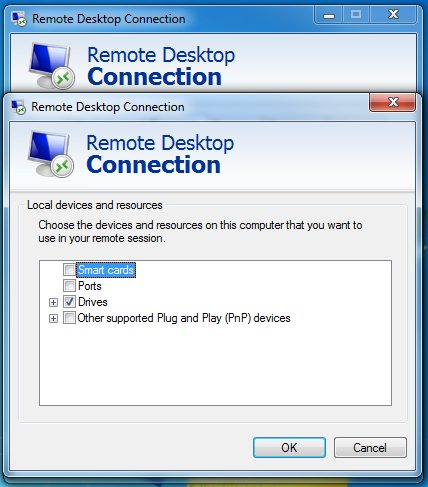 Remote Desktop Connection
Remote Desktop
Connection
Remote Desktop Connection
Remote Desktop
Connection
Local devices and resources
Choose the devices and resources on this computer that you want to
use in your remote session.
Smart cards
Ports
Drives
Other supported Plug and Play (PnP) devices
OK Cancel